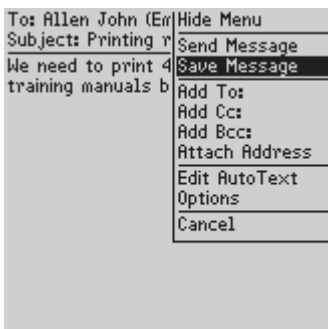 To: Allen John (Em
Subject: Printing r
We need to print 4
training manuals b
Hide Menu
Send Message
Save Message
Add To:
Add Cc:
Add Bcc:
Attach Address
Edit AutoText
Options
Cancel